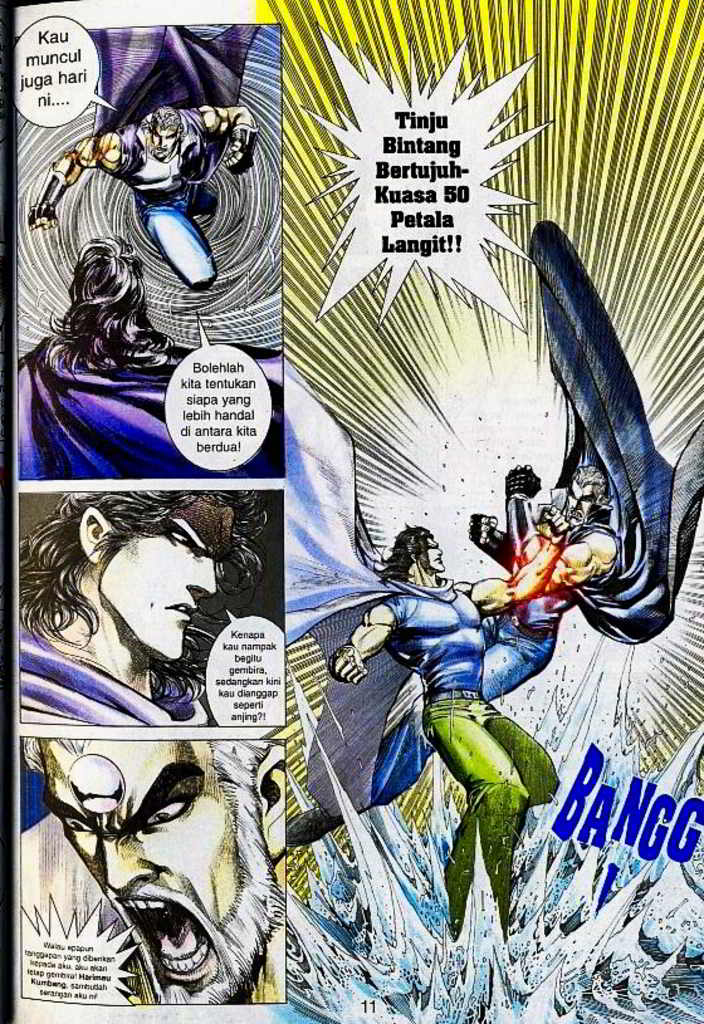 Kau
muncul
juga hari
ni....
Bolehlah
kita tentukan
siapa yang
lebih handal
di antara kita
berdua!
Kenapa
kau nampak
begitu
gembira,
sedangkan kini
kau dianggap
seperti
anjing?!
Walau apapun
tanggapan yang diberikan
kepada aku, aku akan
tetap gembira! Harimau
Kumbang, sambutlah
serangan aku ni!
Tinju
Bintang
Bertujuh-
Kuasa 50
Petala
Langit!!
BANGG
!
11